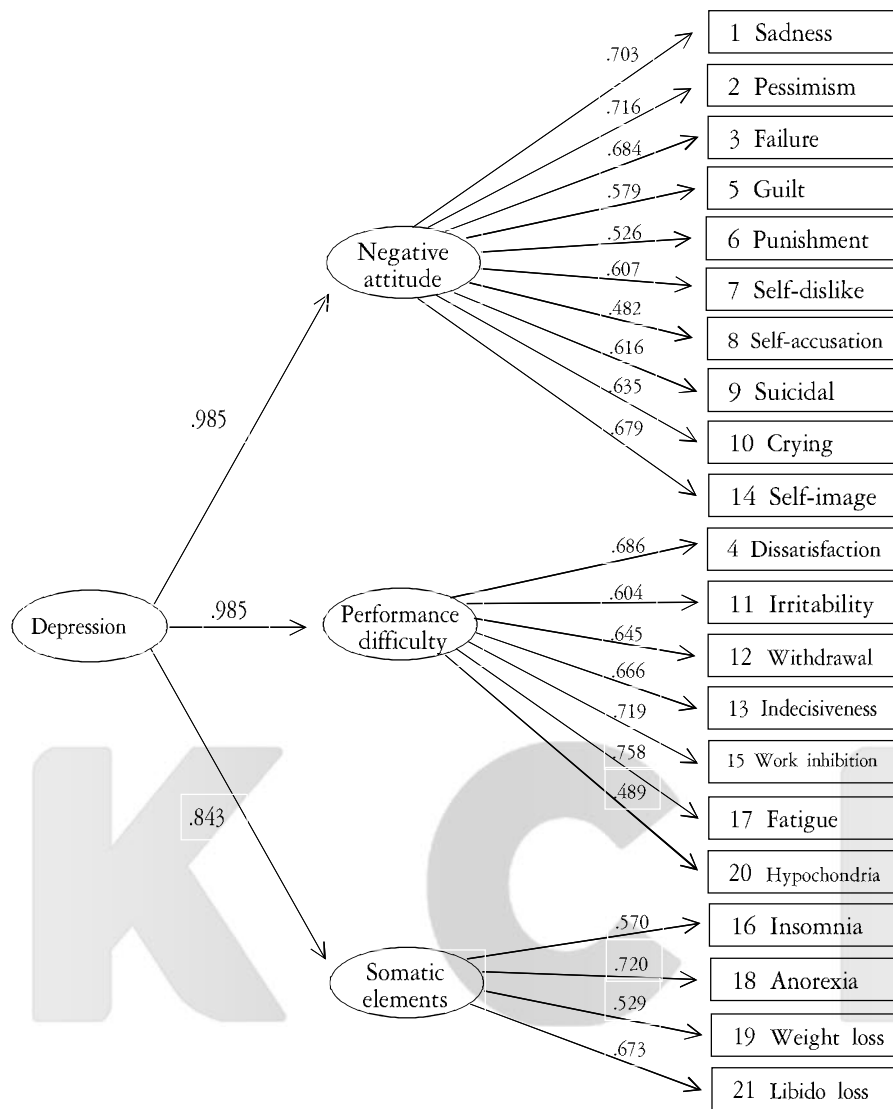 1 Sadness
.703
2 Pessimism
.716
3 Failure
.684
5 Guilt
.579
6 Punishment
.526
7 Self-dislike
.607
8 Self-accusation
.482
9 Suicidal
.616
10 Crying
.635
14 Self-image
.679
Negative
attitude
.985
4 Dissatisfaction
.686
11 Irritability
.604
12 Withdrawal
.645
13 Indecisiveness
.666
15 Work inhibition
.719
17 Fatigue
.758
20 Hypochondria
.489
Performance
difficulty
.985
Depression
.843
16 Insomnia
.570
18 Anorexia
.720
19 Weight loss
.529
21 Libido loss
.673
Somatic
elements
K C